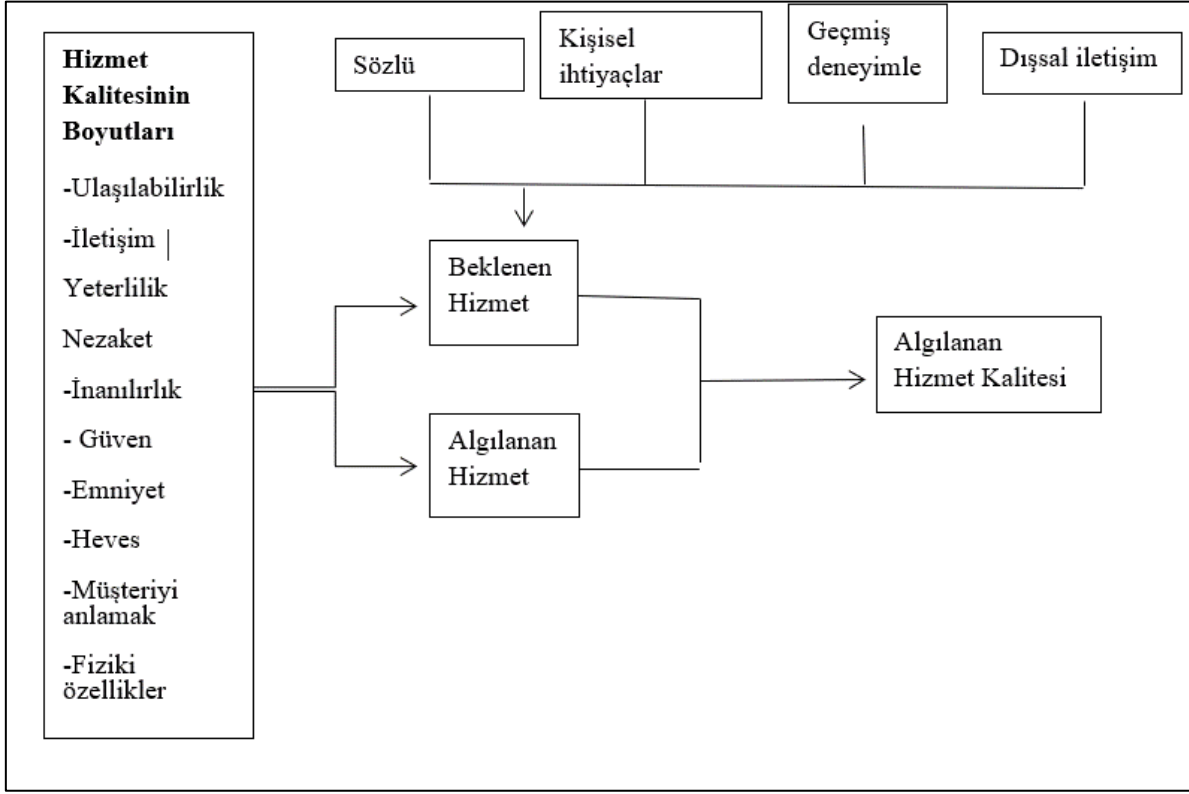 Hizmet
Kalitesinin
Boyutları
-Ulaşılabilirlik
-İletişim
Yeterlilik
Nezaket
-İnanılırlık
- Güven
-Emniyet
-Heves
-Müşteriyi
anlamak
-Fiziki
özellikler
Sözlü
Kişisel
ihtiyaçlar
Geçmiş
deneyimle
Dışsal iletişim
Beklenen
Hizmet
Algılanan
Hizmet
Algılanan
Hizmet Kalitesi